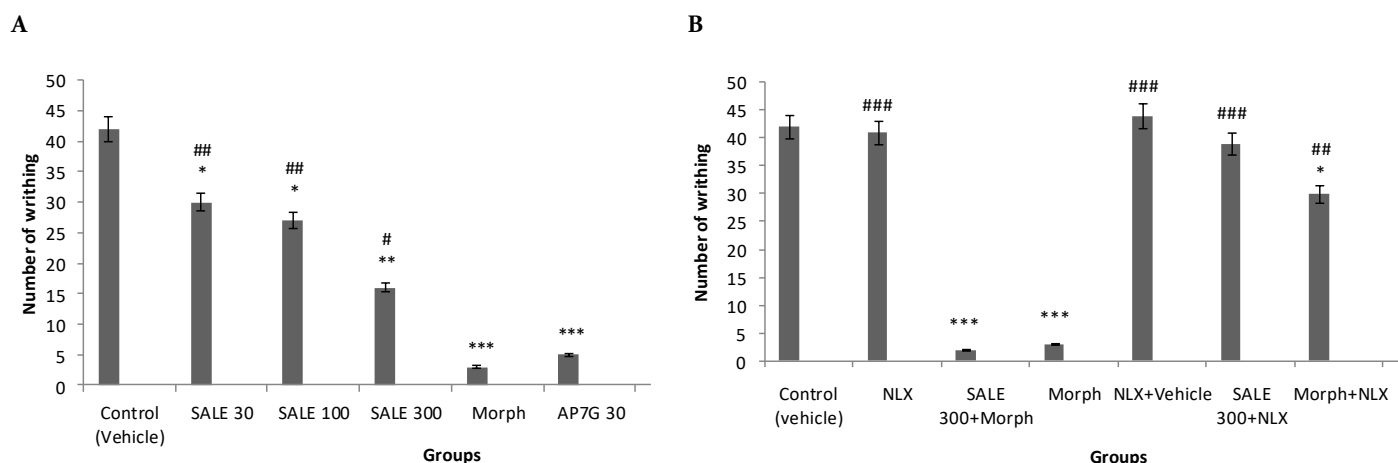 A
50
45
40
35
30
25
20
15
10
5
0
Number of writhing
##
*
##
*
#
**
***
***
Control
(Vehicle)
SALE 30
SALE 100
SALE 300
Morph
AP7G 30
Groups
B
50
45
40
35
30
25
20
15
10
5
0
Number of writhing
###
***
***
###
###
##
*
Control
(vehicle)
NLX
SALE
300+Morph
Morph
NLX+Vehicle
SALE
300+NLX
Morph+NLX
Groups